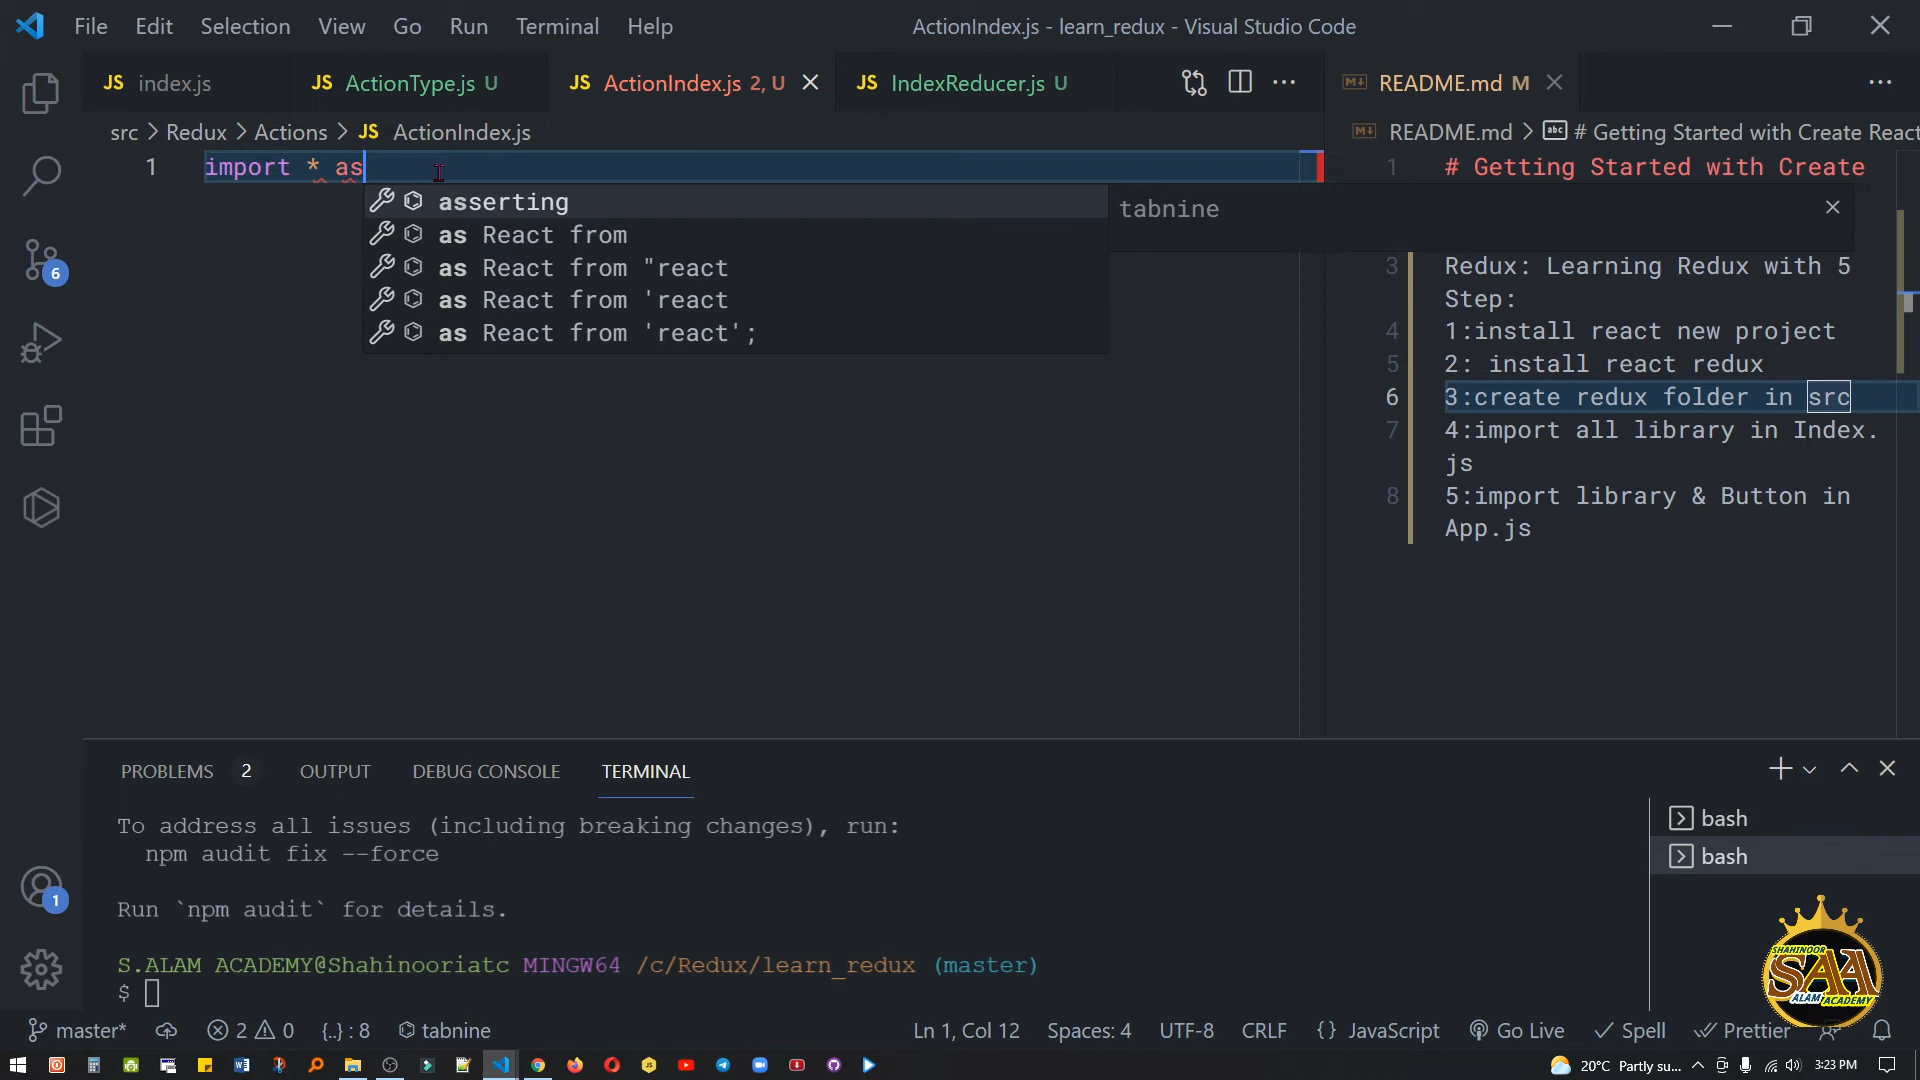 File Edit Selection View Go Run Terminal Help
ActionIndex.js - learn_redux - Visual Studio Code
JS index.js
JS ActionType.js U
JS ActionIndex.js 2, U
JS IndexReducer.js U
README.md M
src > Redux > Actions > JS ActionIndex.js
README.md > abc # Getting Started with Create React
1 import * as
asserting
as React from
as React from "react
as React from 'react
as React from 'react';
tabnine
1 # Getting Started with Create
3 Redux: Learning Redux with 5
Step:
4 1:install react new project
5 2: install react redux
6 3:create redux folder in src
7 4:import all library in Index.
js
8 5:import library & Button in
App.js
6
1
PROBLEMS 2 OUTPUT DEBUG CONSOLE TERMINAL
To address all issues (including breaking changes), run:
npm audit fix --force
Run `npm audit` for details.
S.ALAM ACADEMY@Shahinooriatc MINGW64 /c/Redux/learn_redux (master)
$
bash
bash
SHAHINOOR
SAA
ALAM ACADEMY
master* 2 0 {..} : 8 tabnine
Ln 1, Col 12 Spaces: 4 UTF-8 CRLF {} JavaScript Go Live Spell Prettier
20°C Partly su... 3:23 PM